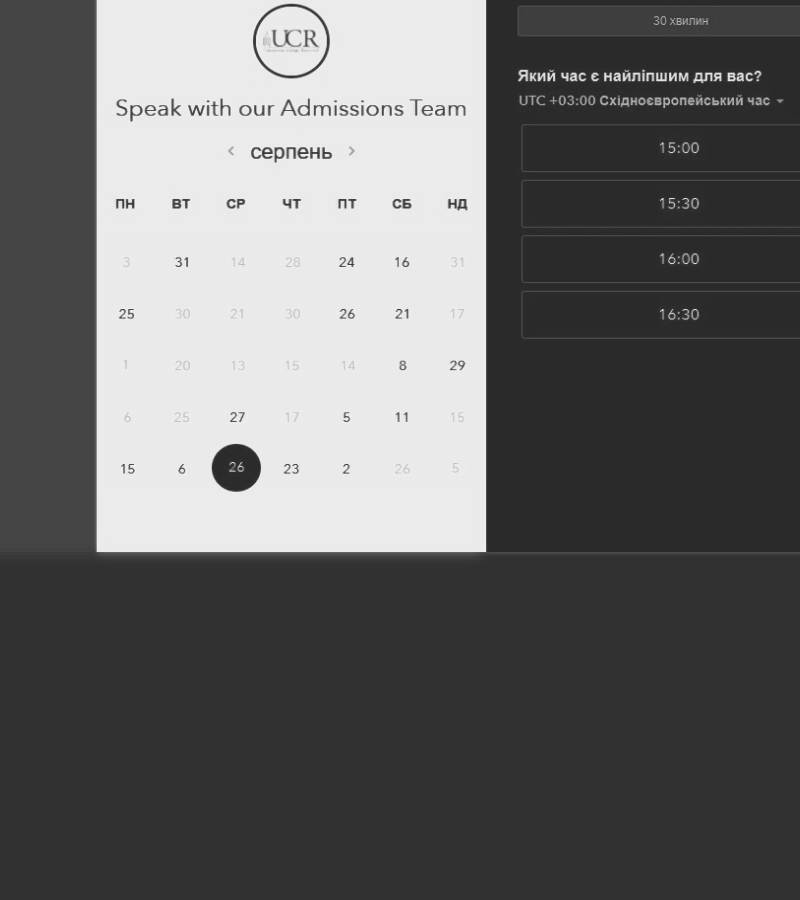 UCR
Speak with our Admissions Team
серпень
ПН ВТ СР ЧТ ПТ СБ НД
3 31 14 28 24 16 31
25 30 21 30 26 21 17
1 20 13 15 14 8 29
6 25 27 17 5 11 15
15 6 26 23 2 26 5
30 хвилин
Який час є найліпшим для вас?
UTC +03:00 Східноєвропейський час
15:00
15:30
16:00
16:30